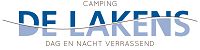 CAMPING
DE LAKENS
DAG EN NACHT VERRASSEND